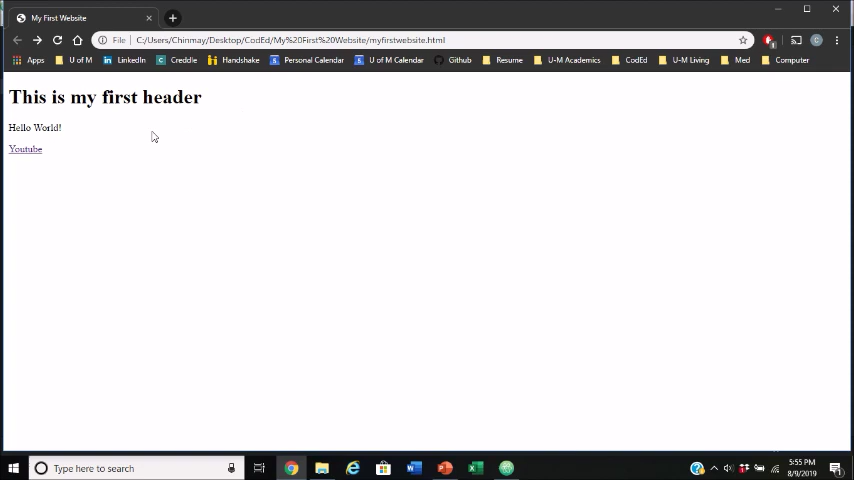 My First Website
File C:/Users/Chinmay/Desktop/CodEd/My%20First%20Website/myfirstwebsite.html
Apps U of M LinkedIn Creddle Handshake Personal Calendar U of M Calendar Github Resume U-M Academics CodEd U-M Living Med Computer
This is my first header
Hello World!
Youtube
Type here to search
5:55 PM
8/9/2019